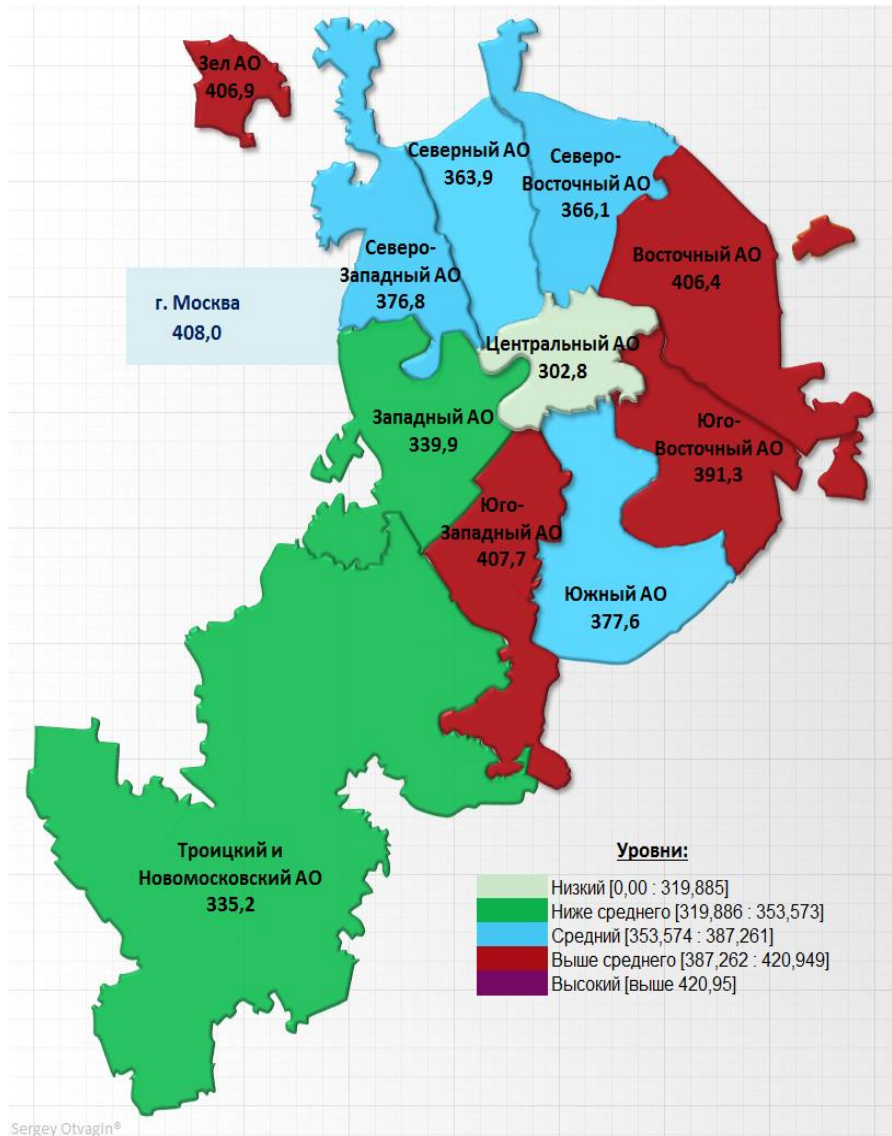 Зел АО
406,9
Северный АО
363,9
Северо-
Восточный АО
366,1
Северо-
Западный АО
376,8
Восточный АО
406,4
г. Москва
408,0
Центральный АО
302,8
Западный АО
339,9
Юго-
Восточный АО
391,3
Юго-
Западный АО
407,7
Южный АО
377,6
Троицкий и
Новомосковский АО
335,2
Уровни:
Низкий [0,00 : 319,885]
Ниже среднего [319,886 : 353,573]
Средний [353,574 : 387,261]
Выше среднего [387,262 : 420,949]
Высокий [выше 420,95]
Sergey Otvagin®